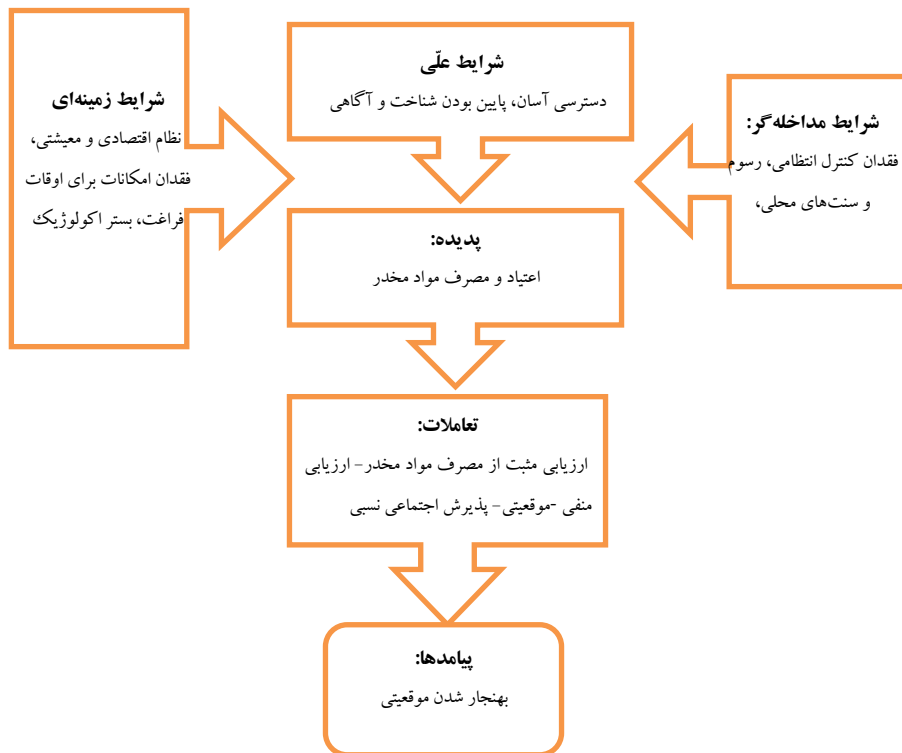 شرایط علّی
دسترسی آسان، پایین بودن شناخت و آگاهی
شرایط مداخله‌گر:
فقدان کنترل انتظامی، رسوم
و سنت‌های محلی،
شرایط زمینه‌ای
نظام اقتصادی و معیشتی،
فقدان امکانات برای اوقات
فراغت، بستر اکولوژیک
پدیده:
اعتیاد و مصرف مواد مخدر
تعاملات:
ارزیابی مثبت از مصرف مواد مخدر- ارزیابی
منفی -موقعیتی- پذیرش اجتماعی نسبی
پیامدها:
بهنجار شدن موقعیتی